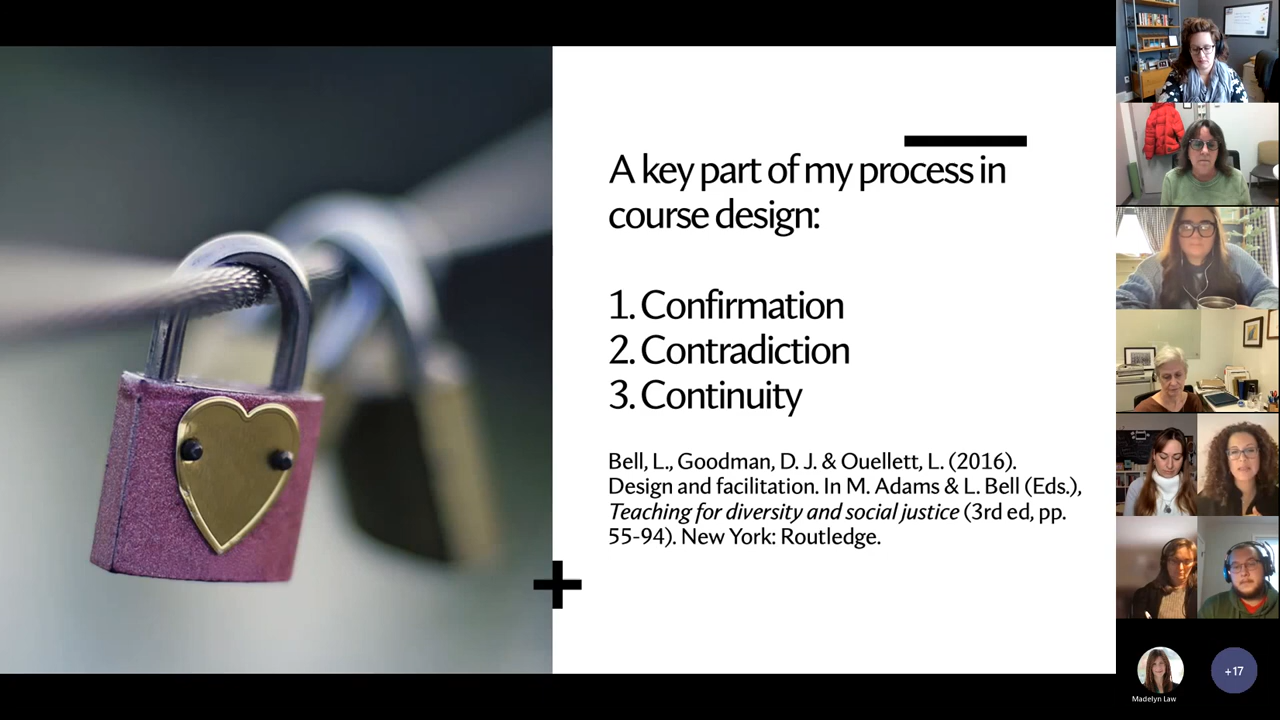 A key part of my process in
course design:
1. Confirmation
2. Contradiction
3. Continuity
Bell, L., Goodman, D. J. & Ouellett, L. (2016).
Design and facilitation. In M. Adams & L. Bell (Eds.),
Teaching for diversity and social justice (3rd ed, pp.
55-94). New York: Routledge.
Madelyn Law
+17